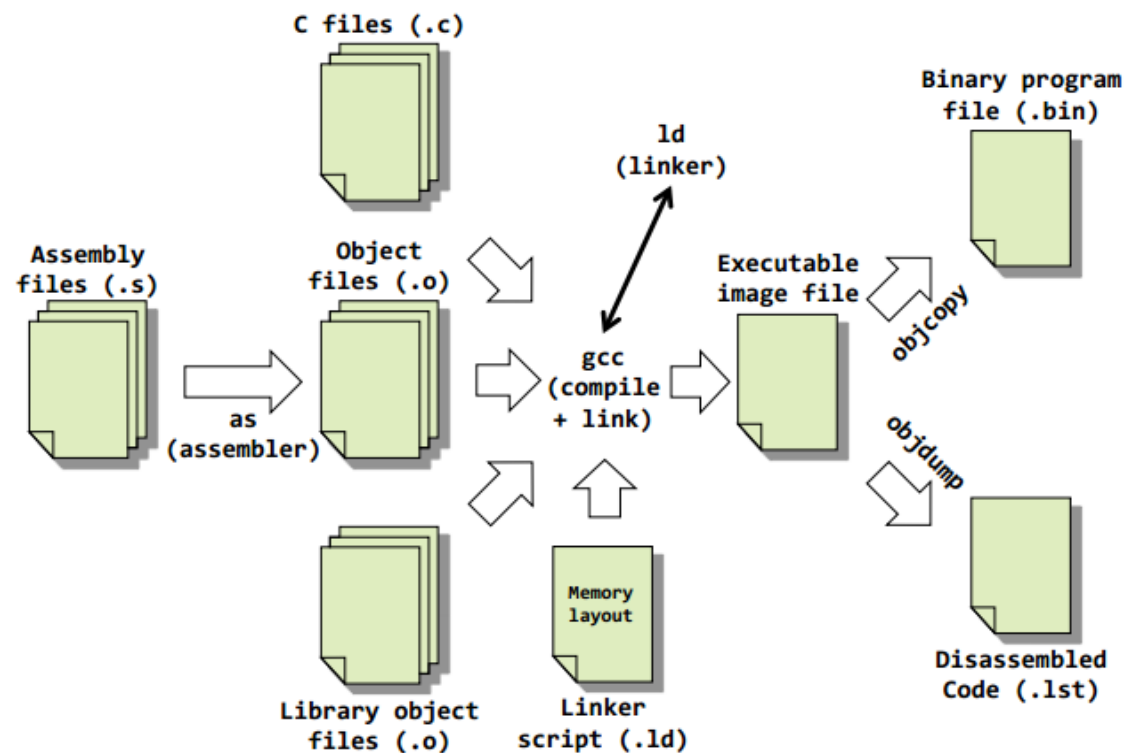 C files (.c)
Binary program
file (.bin)
ld
(linker)
Assembly
files (.s)
Object
files (.o)
Executable
image file
objcopy
gcc
(compile
+ link)
as
(assembler)
objdump
Memory
layout
Library object
files (.o)
Linker
script (.ld)
Disassembled
Code (.lst)